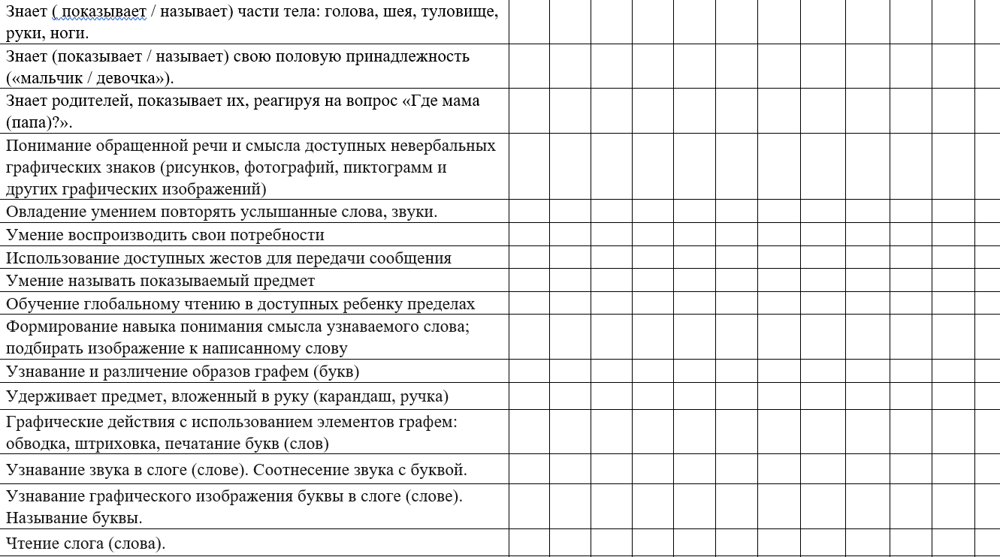 Знает ( показывает / называет) части тела: голова, шея, туловище,
руки, ноги.
Знает (показывает / называет) свою половую принадлежность
(«мальчик / девочка»).
Знает родителей, показывает их, реагируя на вопрос «Где мама
(папа)?».
Понимание обращенной речи и смысла доступных невербальных
графических знаков (рисунков, фотографий, пиктограмм и
других графических изображений)
Овладение умением повторять услышанные слова, звуки.
Умение воспроизводить свои потребности
Использование доступных жестов для передачи сообщения
Умение называть показываемый предмет
Обучение глобальному чтению в доступных ребенку пределах
Формирование навыка понимания смысла узнаваемого слова;
подбирать изображение к написанному слову
Узнавание и различение образов графем (букв)
Удерживает предмет, вложенный в руку (карандаш, ручка)
Графические действия с использованием элементов графем:
обводка, штриховка, печатание букв (слов)
Узнавание звука в слоге (слове). Соотнесение звука с буквой.
Узнавание графического изображения буквы в слоге (слове).
Называние буквы.
Чтение слога (слова).